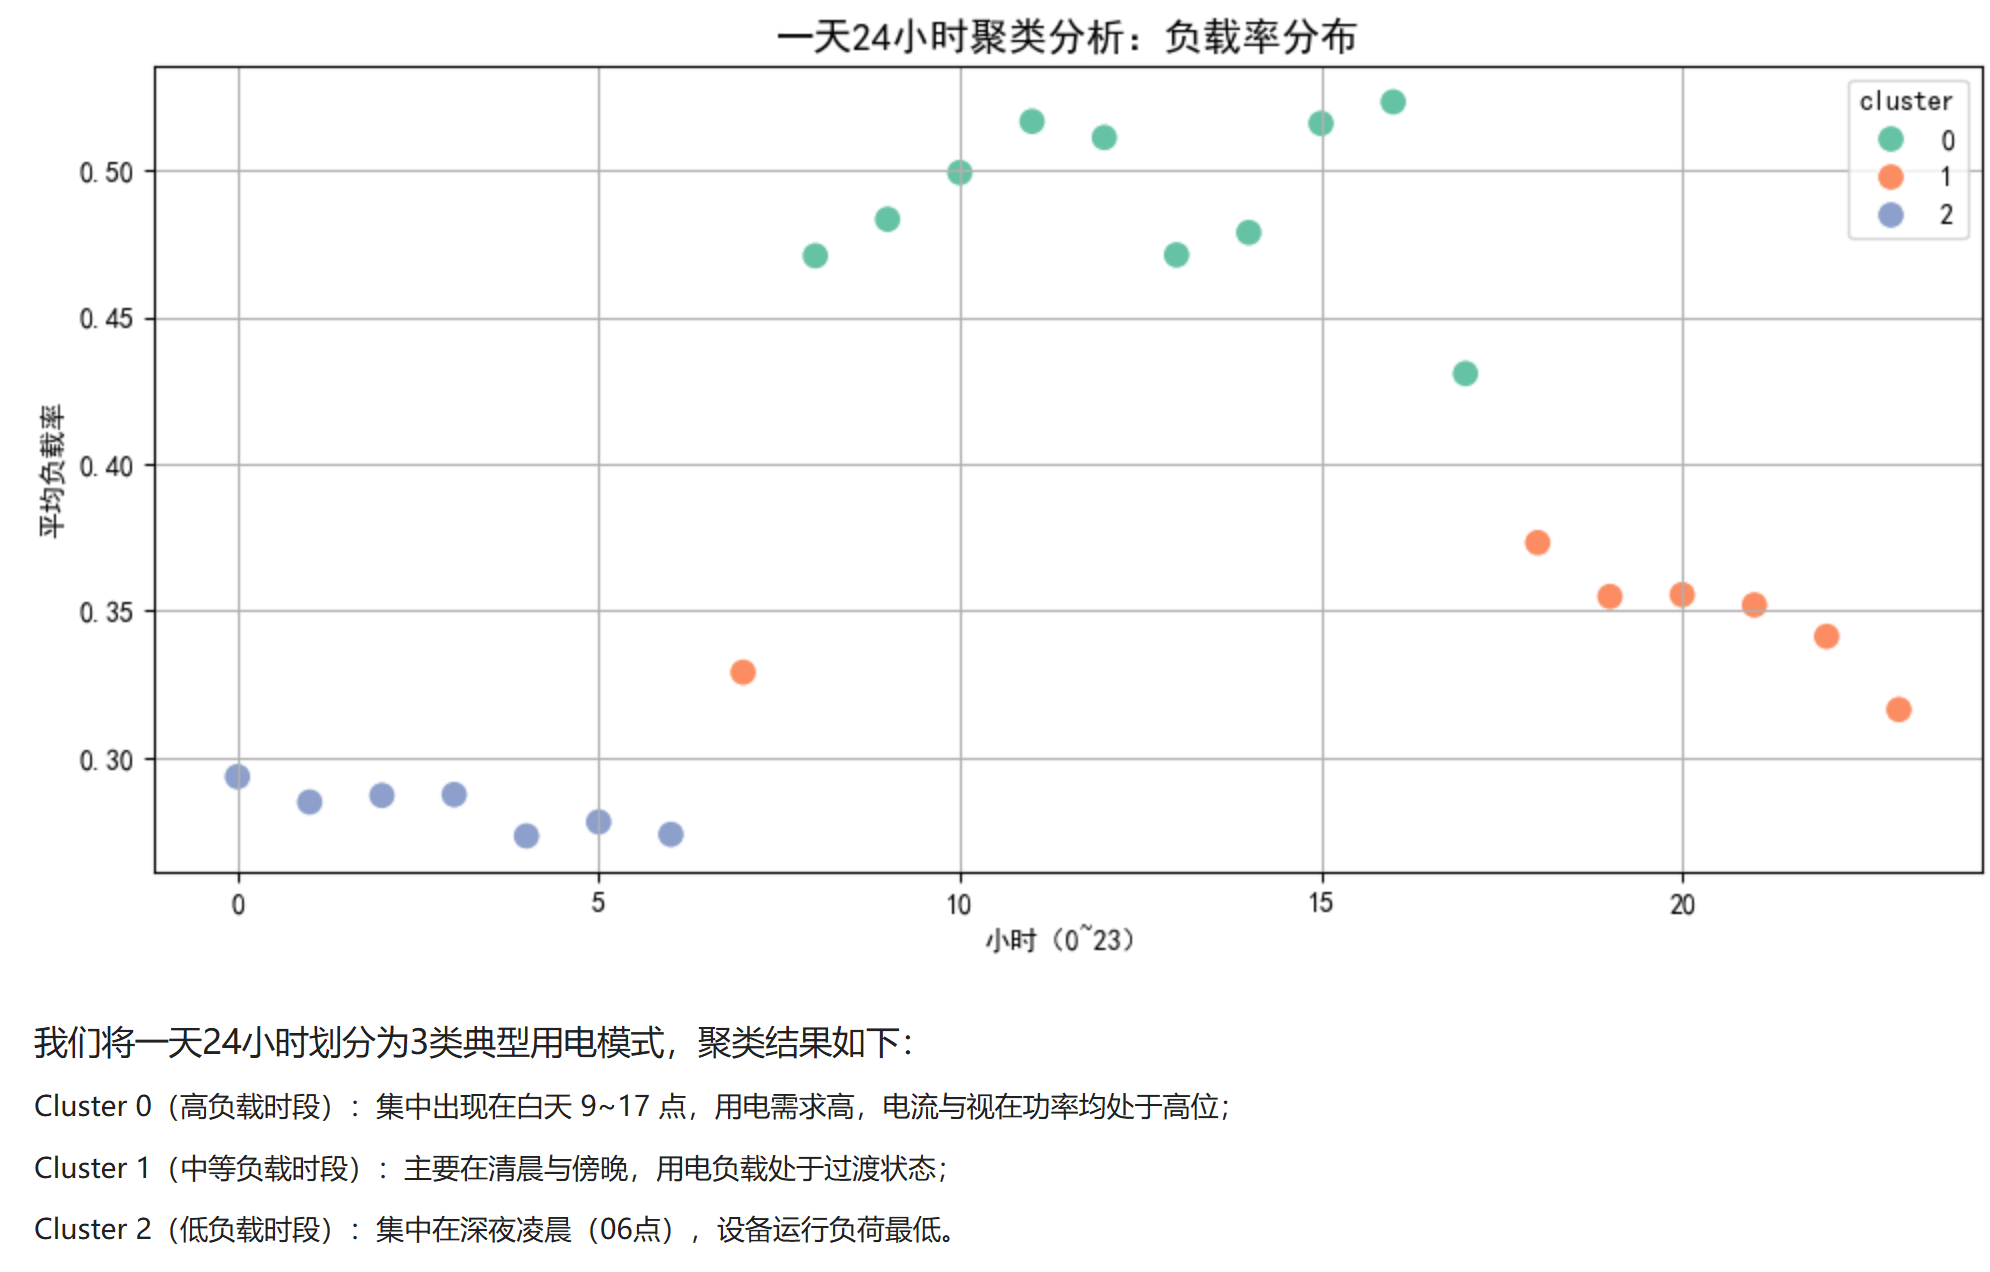 一天24小时聚类分析：负载率分布
cluster
0
1
2
0.50
0.45
0.40
0.35
0.30
平均负载率
0 5 10 15 20
小时（0~23）
我们将一天24小时划分为3类典型用电模式，聚类结果如下：
Cluster 0（高负载时段）：集中出现在白天 9~17 点，用电需求高，电流与视在功率均处于高位；
Cluster 1（中等负载时段）：主要在清晨与傍晚，用电负载处于过渡状态；
Cluster 2（低负载时段）：集中在深夜凌晨（06点），设备运行负荷最低。